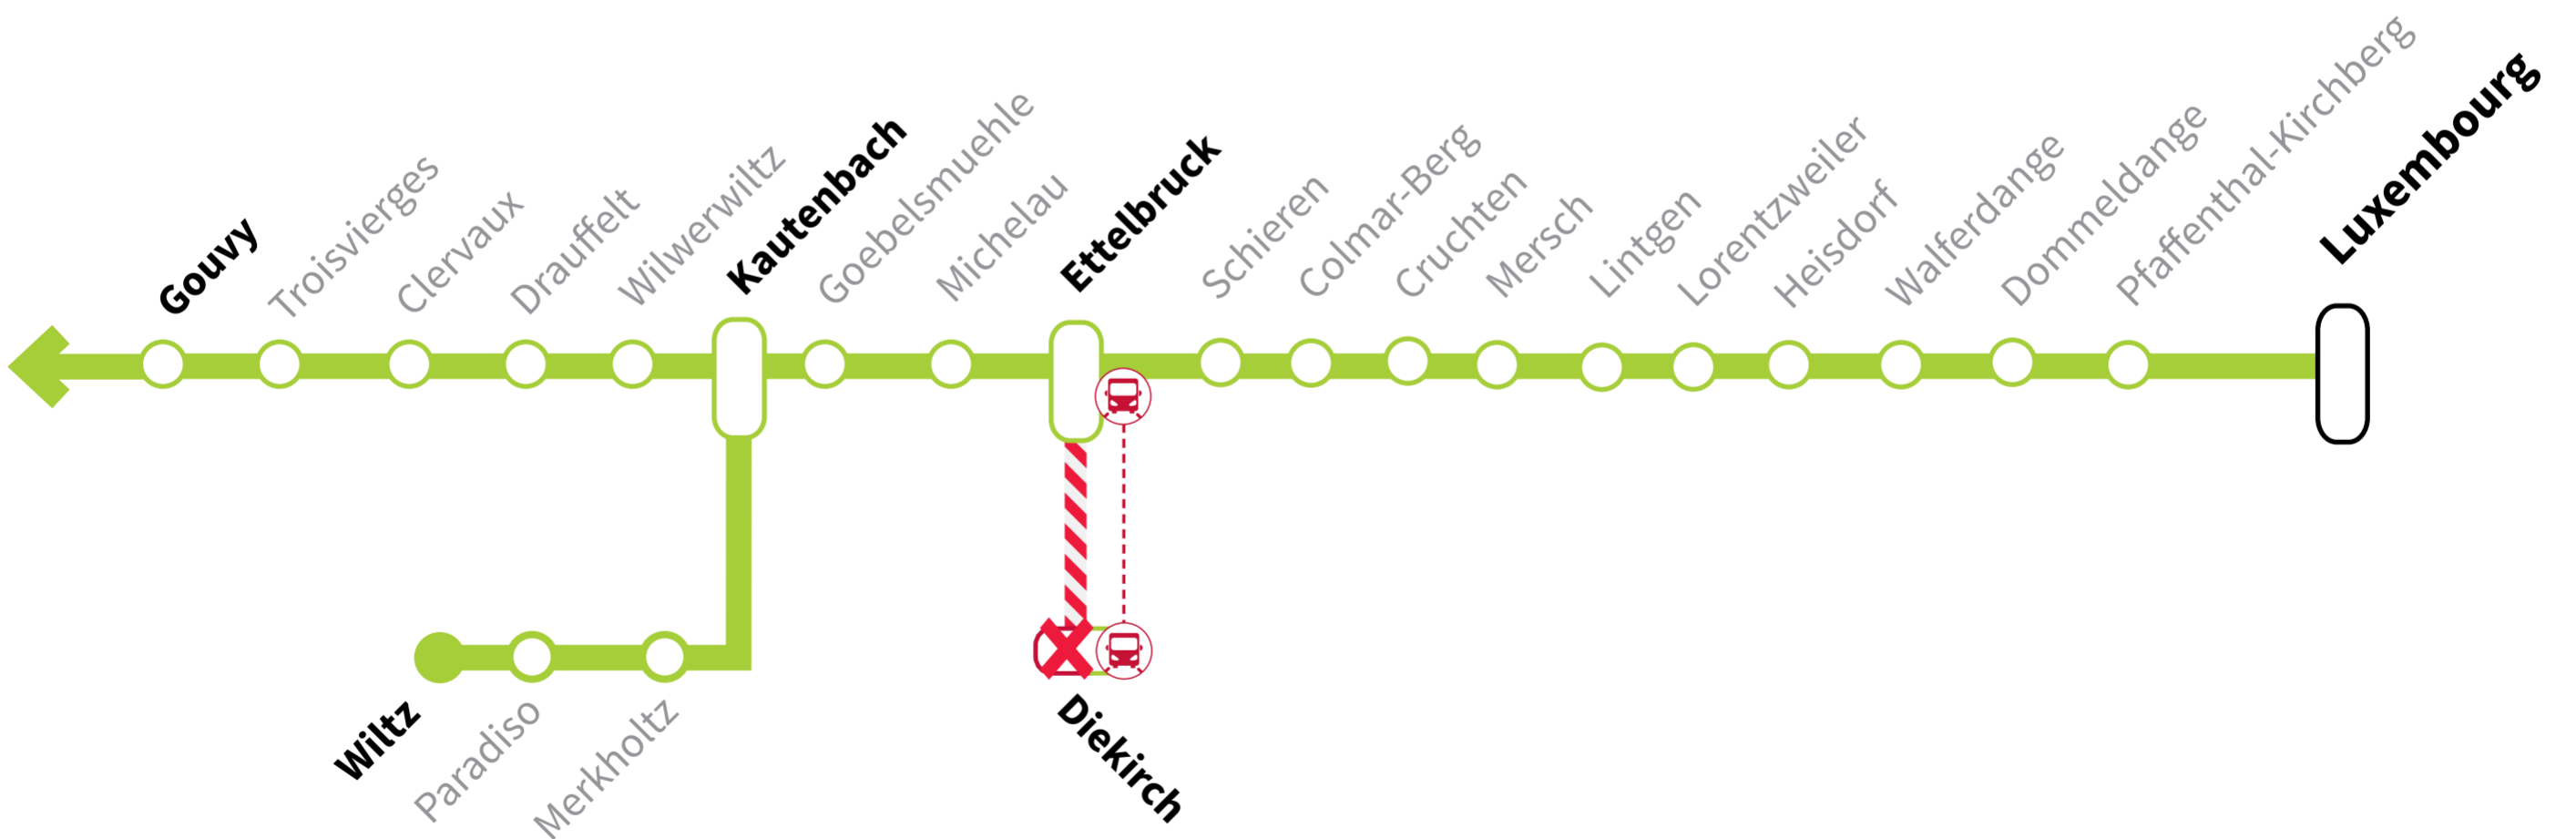 Gouvy
Troisvierges
Clervaux
Drauffelt
Wilwerwiltz
Kautenbach
Goebelsmuehle
Michelau
Ettelbruck
Schieren
Colmar-Berg
Cruchten
Mersch
Lintgen
Lorentzweiler
Heisdorf
Walferdange
Dommeldange
Pfaffenthal-Kirchberg
Luxembourg
Wiltz
Paradiso
Merkholtz
Diekirch